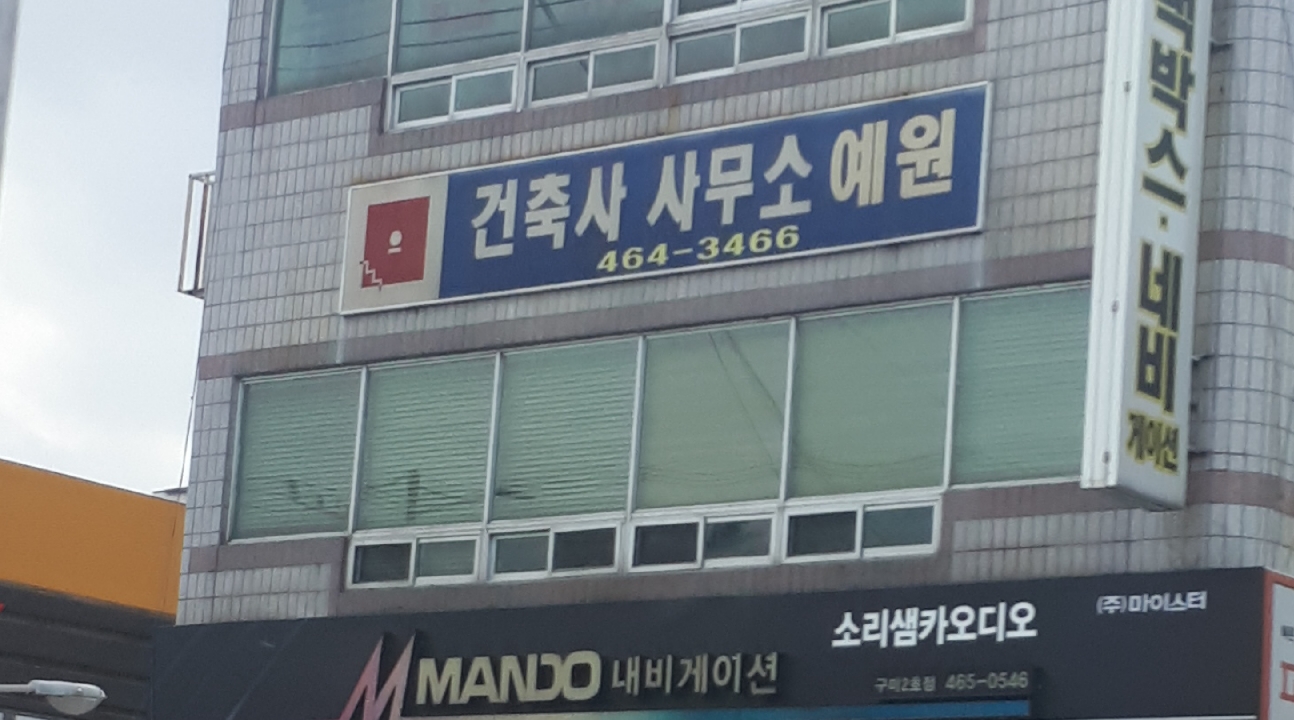 건축사 사무소 예원
464-3466
박스·네비
게이션
소리샘카오디오
(주)마이스터
MANDO 내비게이션
구미2호점 465-0546